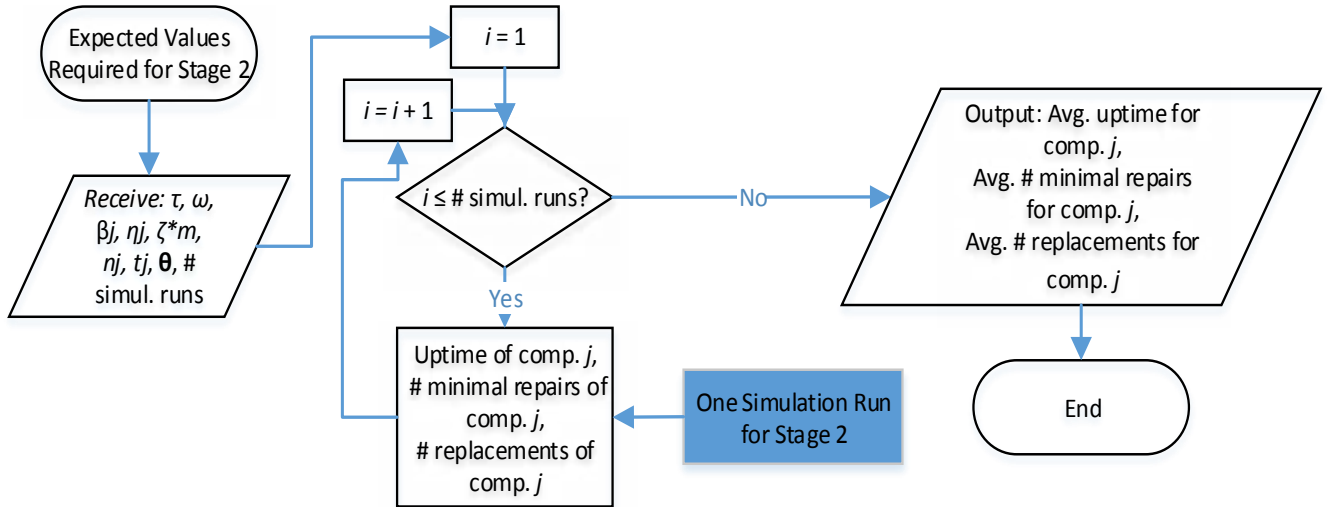 Expected Values
Required for Stage 2
Receive: τ, ω,
βj, ηj, ζ*m,
nj, tj, θ, #
simul. runs
i = 1
i = i + 1
i ≤ # simul. runs?
No
Yes
Uptime of comp. j,
# minimal repairs of
comp. j,
# replacements of
comp. j
One Simulation Run
for Stage 2
Output: Avg. uptime for
comp. j,
Avg. # minimal repairs
for comp. j,
Avg. # replacements for
comp. j
End